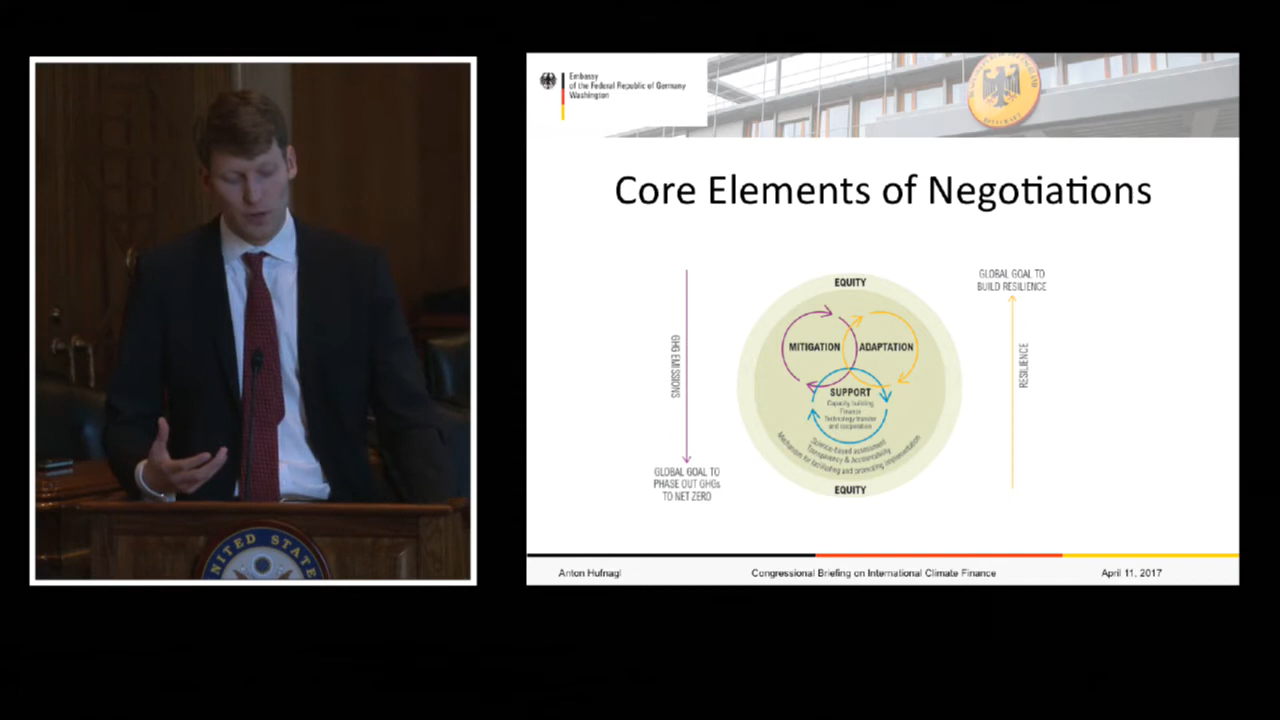 Embassy
of the Federal Republic of Germany
Washington
Core Elements of Negotiations
GHG EMISSIONS
GLOBAL GOAL TO
PHASE OUT GHGs
TO NET ZERO
EQUITY
MITIGATION
ADAPTATION
SUPPORT
Capacity building
Finance
Technology transfer
and cooperation
Science-based assessment
Transparency & Accountability
Mechanisms for facilitating and promoting implementation
EQUITY
GLOBAL GOAL TO
BUILD RESILIENCE
RESILIENCE
NITED STATE
Anton Hufnagl
Congressional Briefing on International Climate Finance
April 11, 2017